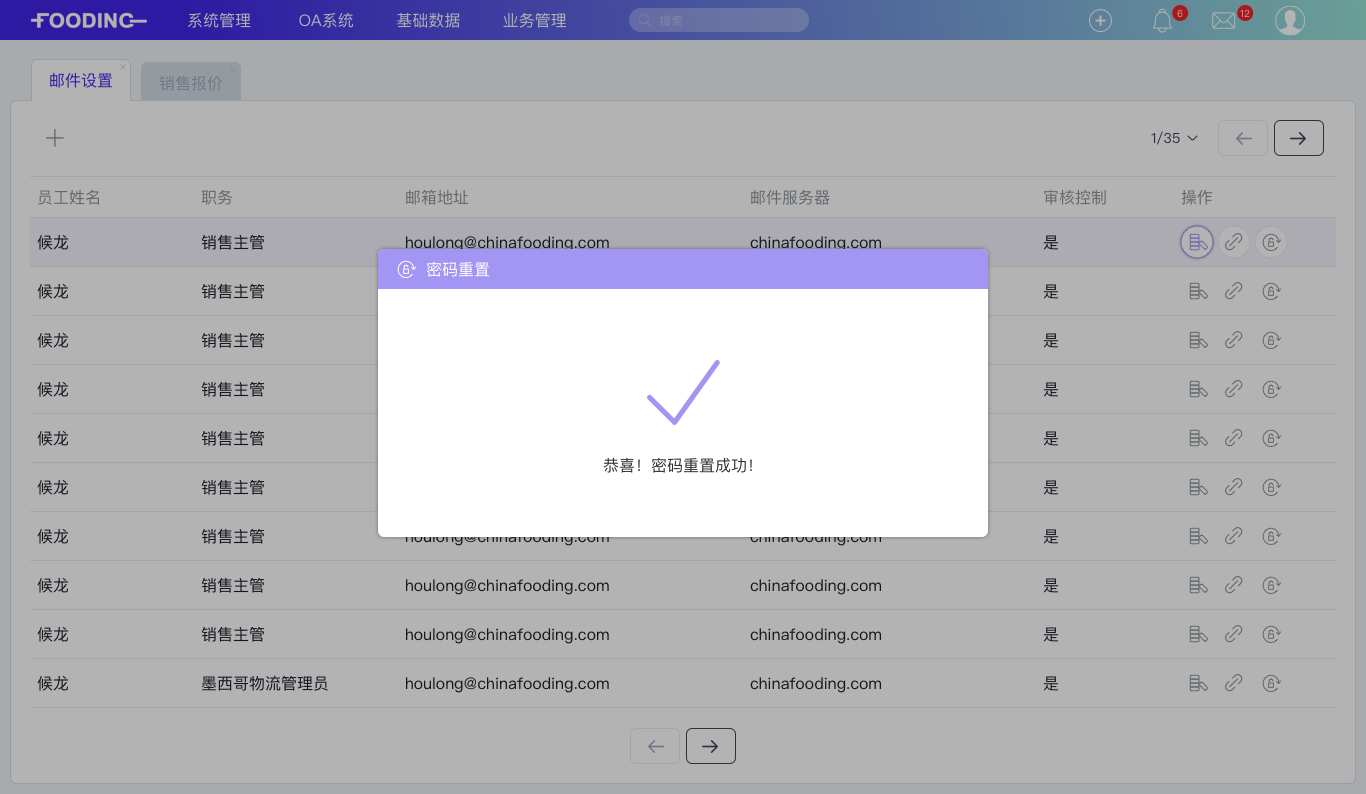 FOODING 系统管理 OA系统 基础数据 业务管理 搜索 6 12
邮件设置 销售报价
1/35
员工姓名 职务 邮箱地址 邮件服务器 审核控制 操作
候龙 销售主管 houlong@chinafooding.com chinafooding.com 是
密码重置
候龙 销售主管 是
候龙 销售主管 是
候龙 销售主管 是
候龙 销售主管 是
恭喜！密码重置成功！
候龙 销售主管 是
候龙 销售主管 houlong@chinafooding.com chinafooding.com 是
候龙 销售主管 houlong@chinafooding.com chinafooding.com 是
候龙 销售主管 houlong@chinafooding.com chinafooding.com 是
候龙 墨西哥物流管理员 houlong@chinafooding.com chinafooding.com 是